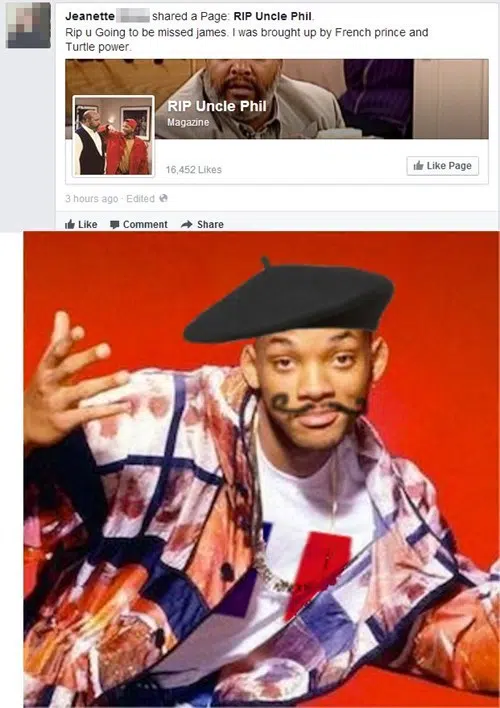 Jeanette shared a Page: RIP Uncle Phil.
Rip u Going to be missed james. I was brought up by French prince and
Turtle power.
RIP Uncle Phil
Magazine
16,452 Likes
Like Page
3 hours ago · Edited
Like Comment Share